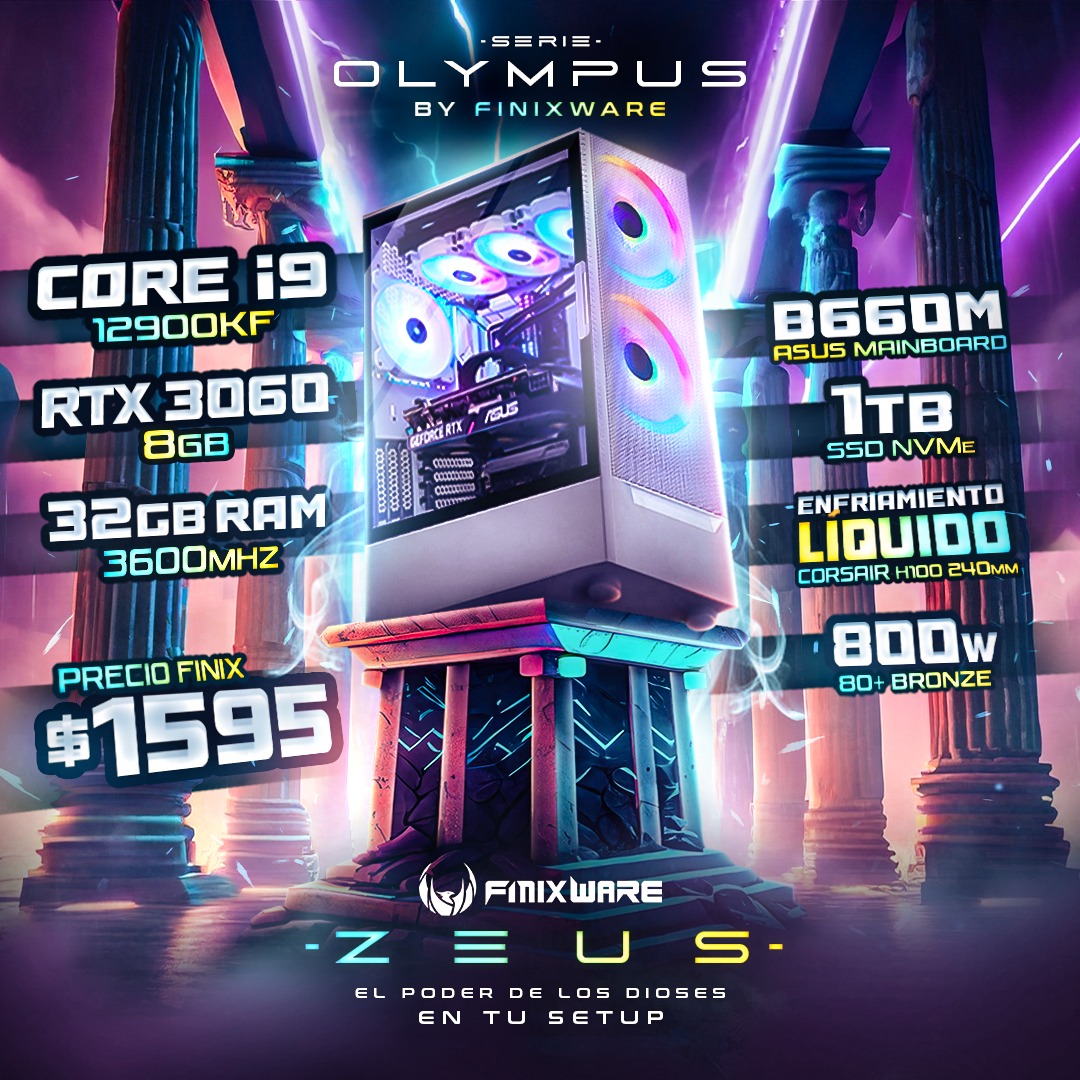 -SERIE-
OLYMPUS
BY FINIXWARE
CORE i9
12900KF
RTX 3060
8GB
32GB RAM
3600MHZ
PRECIO FINIX
$1595
B660M
ASUS MAINBOARD
1TB
SSD NVMe
ENFRIAMIENTO
LÍQUIDO
CORSAIR H100 240MM
800W
80+ BRONZE
GEFORCE RTX
ASUS
FINIXWARE
-ZEUS-
EL PODER DE LOS DIOSES
EN TU SETUP